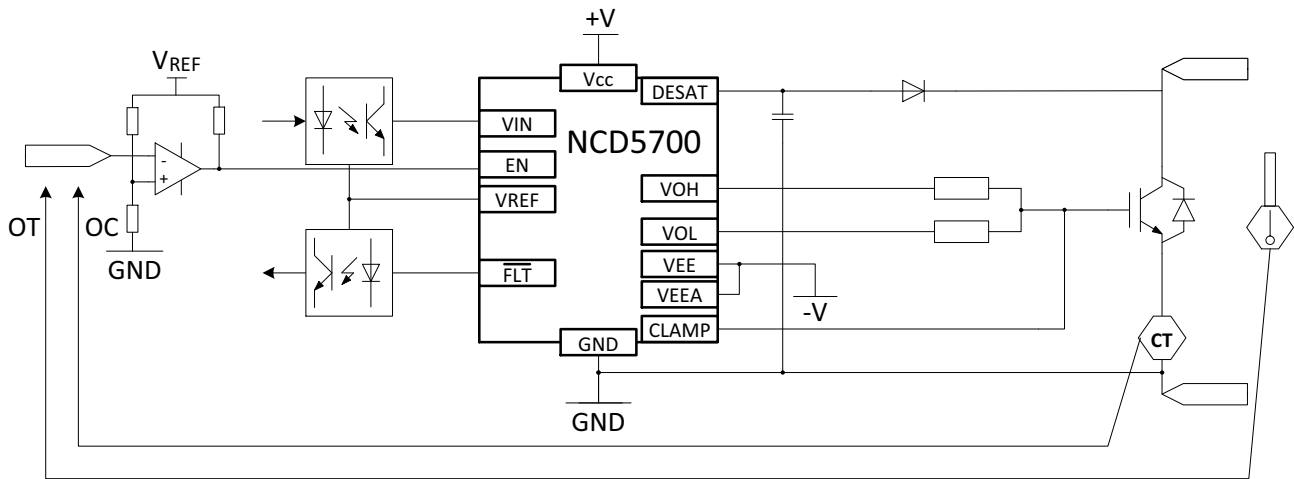 +V
VREF
Vcc
DESAT
VIN
NCD5700
-
EN
+
VREF
VOH
OT
OC
VOL
GND
VEE
FLT
VEEA
-V
CLAMP
GND
CT
GND